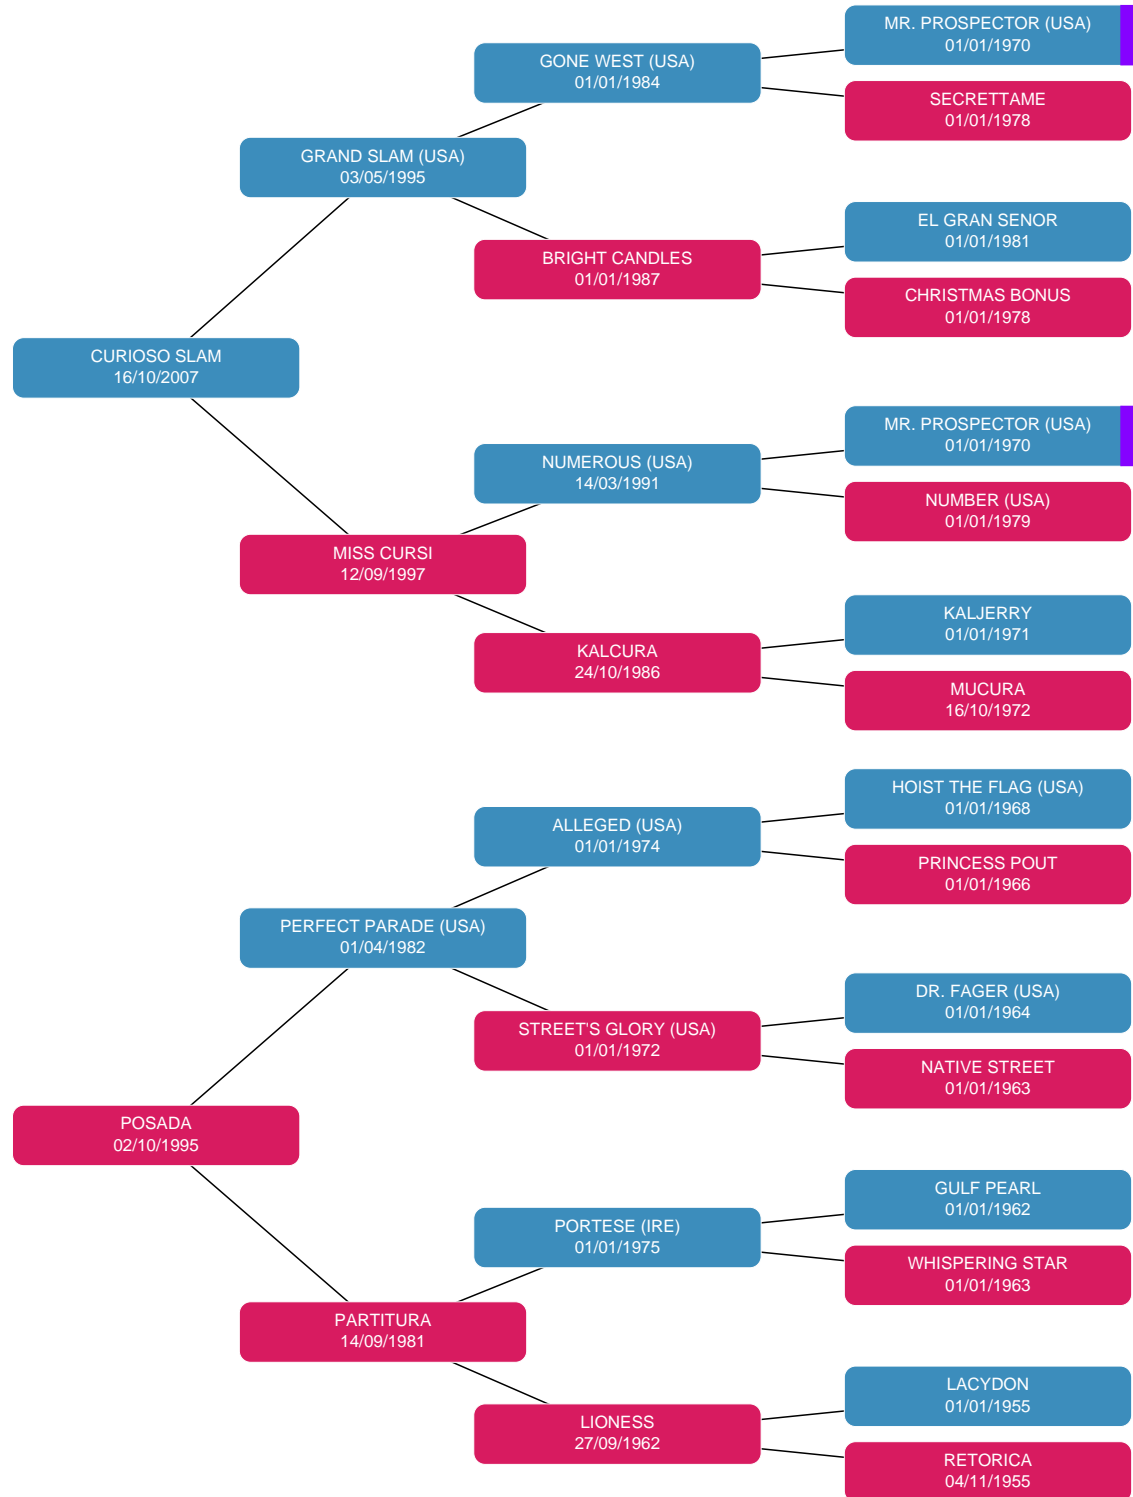 MR. PROSPECTOR (USA)
01/01/1970
GONE WEST (USA)
01/01/1984
SECRETTAME
01/01/1978
GRAND SLAM (USA)
03/05/1995
EL GRAN SENOR
01/01/1981
BRIGHT CANDLES
01/01/1987
CHRISTMAS BONUS
01/01/1978
CURIOSO SLAM
16/10/2007
MR. PROSPECTOR (USA)
01/01/1970
NUMEROUS (USA)
14/03/1991
NUMBER (USA)
01/01/1979
MISS CURSI
12/09/1997
KALJERRY
01/01/1971
KALCURA
24/10/1986
MUCURA
16/10/1972
HOIST THE FLAG (USA)
01/01/1968
ALLEGED (USA)
01/01/1974
PRINCESS POUT
01/01/1966
PERFECT PARADE (USA)
01/04/1982
DR. FAGER (USA)
01/01/1964
STREET'S GLORY (USA)
01/01/1972
NATIVE STREET
01/01/1963
POSADA
02/10/1995
GULF PEARL
01/01/1962
PORTESE (IRE)
01/01/1975
WHISPERING STAR
01/01/1963
PARTITURA
14/09/1981
LACYDON
01/01/1955
LIONESS
27/09/1962
RETORICA
04/11/1955